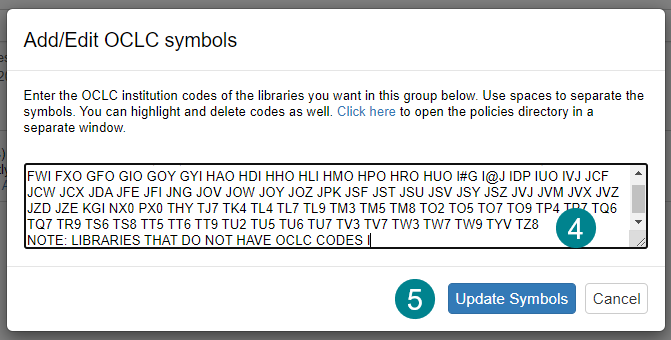 Add/Edit OCLC symbols
Enter the OCLC institution codes of the libraries you want in this group below. Use spaces to separate the
symbols. You can highlight and delete codes as well. Click here to open the policies directory in a
separate window.
FWI FXO GFO GIO GOY GYI HAO HDI HHO HLI HMO HPO HRO HUO I#G I@J IDP IUO IVJ JCF
JCW JCX JDA JFE JFI JNG JOV JOW JOY JOZ JPK JSF JST JSU JSV JSY JSZ JVJ JVM JVX JVZ
JZD JZE KGI NX0 PX0 THY TJ7 TK4 TL4 TL7 TL9 TM3 TM5 TM8 TO2 TO5 TO7 TO9 TP4 TQ6
TQ7 TR9 TS6 TS8 TT5 TT6 TT9 TU2 TU5 TU6 TU7 TV3 TV7 TW3 TW7 TW9 TYV TZ8
NOTE: LIBRARIES THAT DO NOT HAVE OCLC CODES
4
5
Update Symbols
Cancel